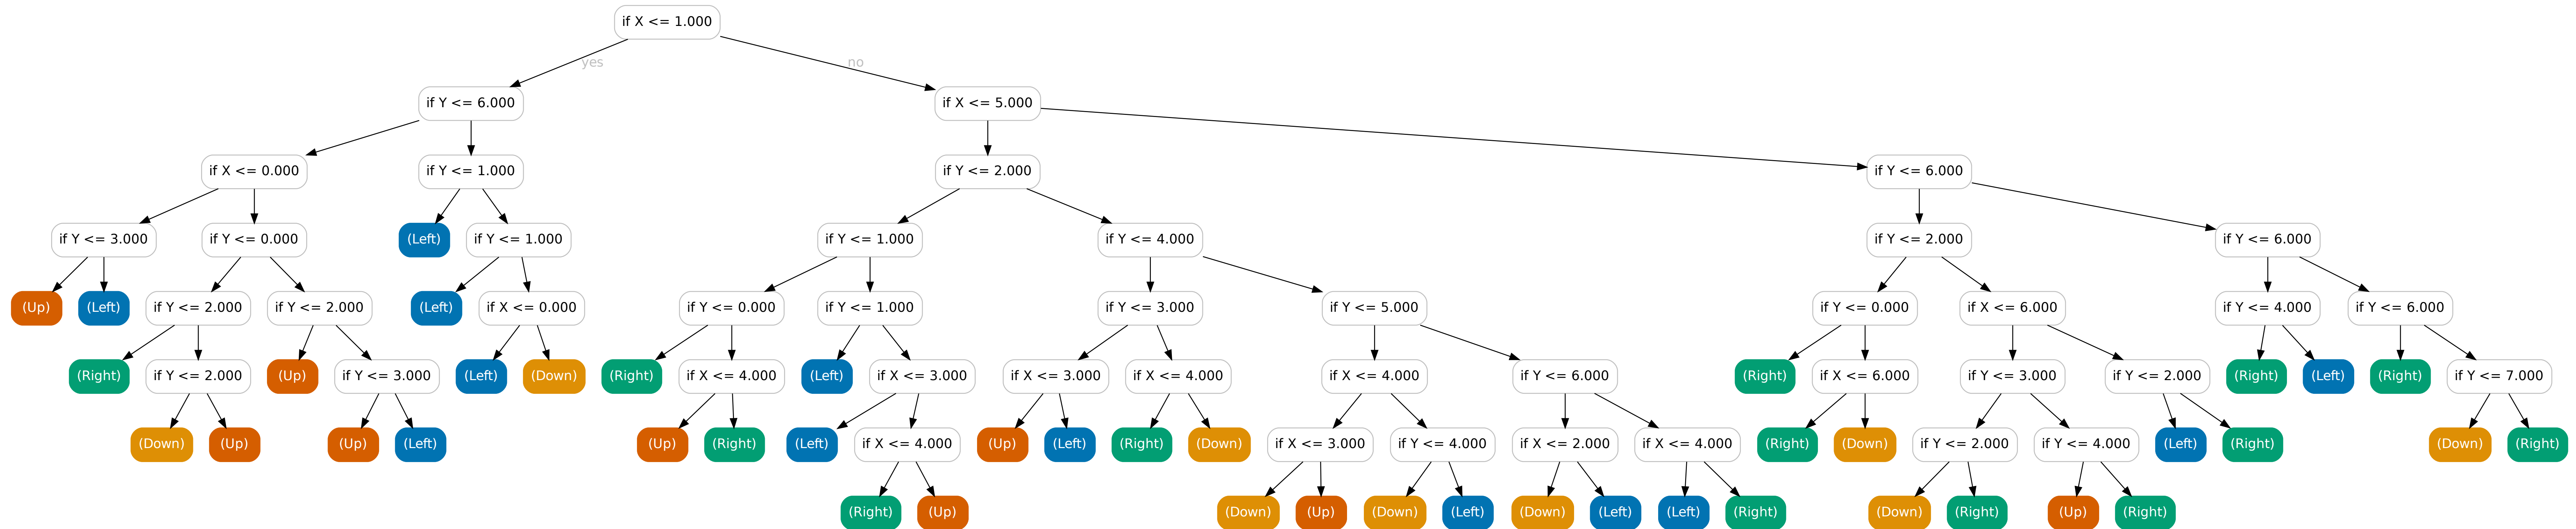 if X <= 1.000
yes
no
if Y <= 6.000
if X <= 5.000
if X <= 0.000
if Y <= 1.000
if Y <= 2.000
if Y <= 6.000
if Y <= 3.000
if Y <= 0.000
(Left)
if Y <= 1.000
if Y <= 1.000
if Y <= 4.000
if Y <= 2.000
if Y <= 6.000
(Up)
(Left)
if Y <= 2.000
if Y <= 2.000
(Left)
if X <= 0.000
if Y <= 0.000
if Y <= 1.000
if Y <= 3.000
if Y <= 5.000
if Y <= 0.000
if X <= 6.000
if Y <= 4.000
if Y <= 6.000
(Right)
if Y <= 2.000
(Up)
if Y <= 3.000
(Left)
(Down)
(Right)
if X <= 4.000
(Left)
if X <= 3.000
if X <= 3.000
if X <= 4.000
if X <= 4.000
if Y <= 6.000
(Right)
if X <= 6.000
if Y <= 3.000
if Y <= 2.000
(Right)
(Left)
(Right)
if Y <= 7.000
(Down)
(Up)
(Up)
(Left)
(Up)
(Right)
(Left)
if X <= 4.000
(Up)
(Left)
(Right)
(Down)
if X <= 3.000
if Y <= 4.000
if X <= 2.000
if X <= 4.000
(Right)
(Down)
if Y <= 2.000
if Y <= 4.000
(Left)
(Right)
(Down)
(Right)
(Right)
(Up)
(Down)
(Up)
(Down)
(Left)
(Down)
(Left)
(Left)
(Right)
(Down)
(Right)
(Up)
(Right)